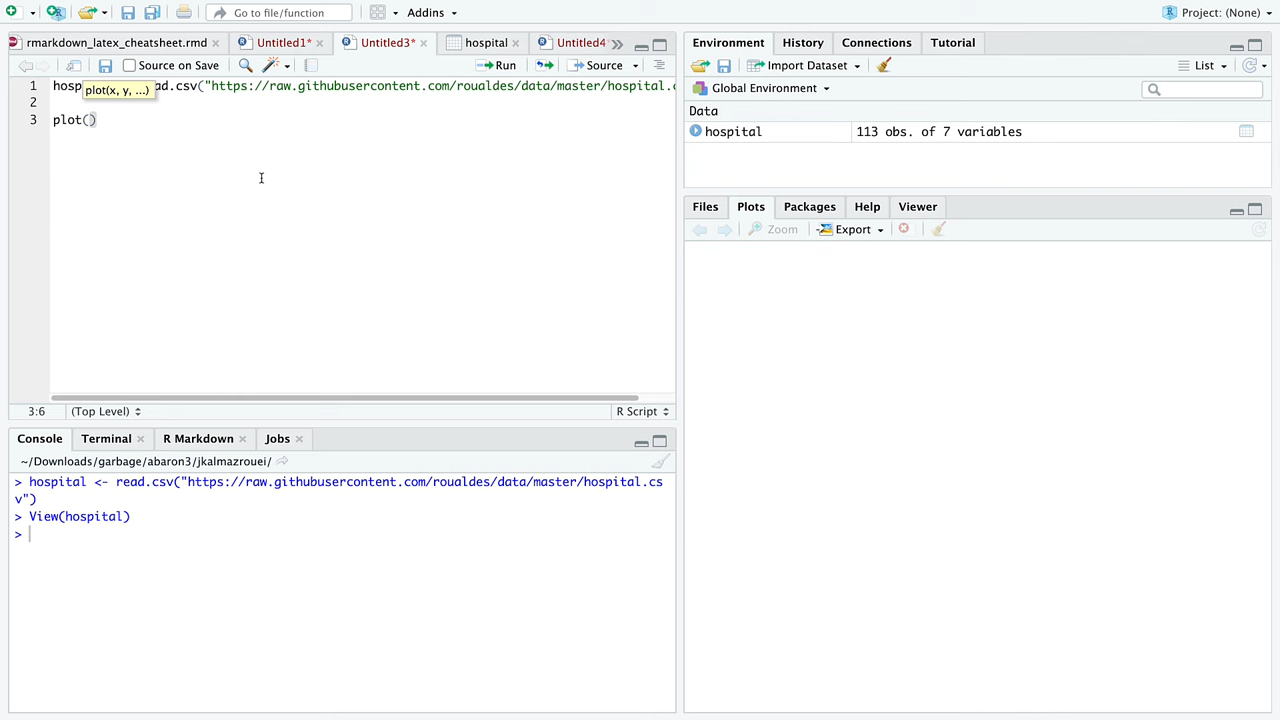 Go to file/function
Addins
Project: (None)
rmarkdown_latex_cheatsheet.rmd
Untitled1*
Untitled3*
hospital
Untitled4
Source on Save
Run
Source
1
hosp
ad.csv("https://raw.githubusercontent.com/roualdes/data/master/hospital.c
plot(x, y, ...)
2
3
plot()
3:6
(Top Level)
R Script
Console
Terminal
R Markdown
Jobs
~/Downloads/garbage/abaron3/jkalmazrouei/
> hospital <- read.csv("https://raw.githubusercontent.com/roualdes/data/master/hospital.cs
v")
> View(hospital)
>
Environment
History
Connections
Tutorial
Import Dataset
List
Global Environment
Data
hospital
113 obs. of 7 variables
Files
Plots
Packages
Help
Viewer
Zoom
Export